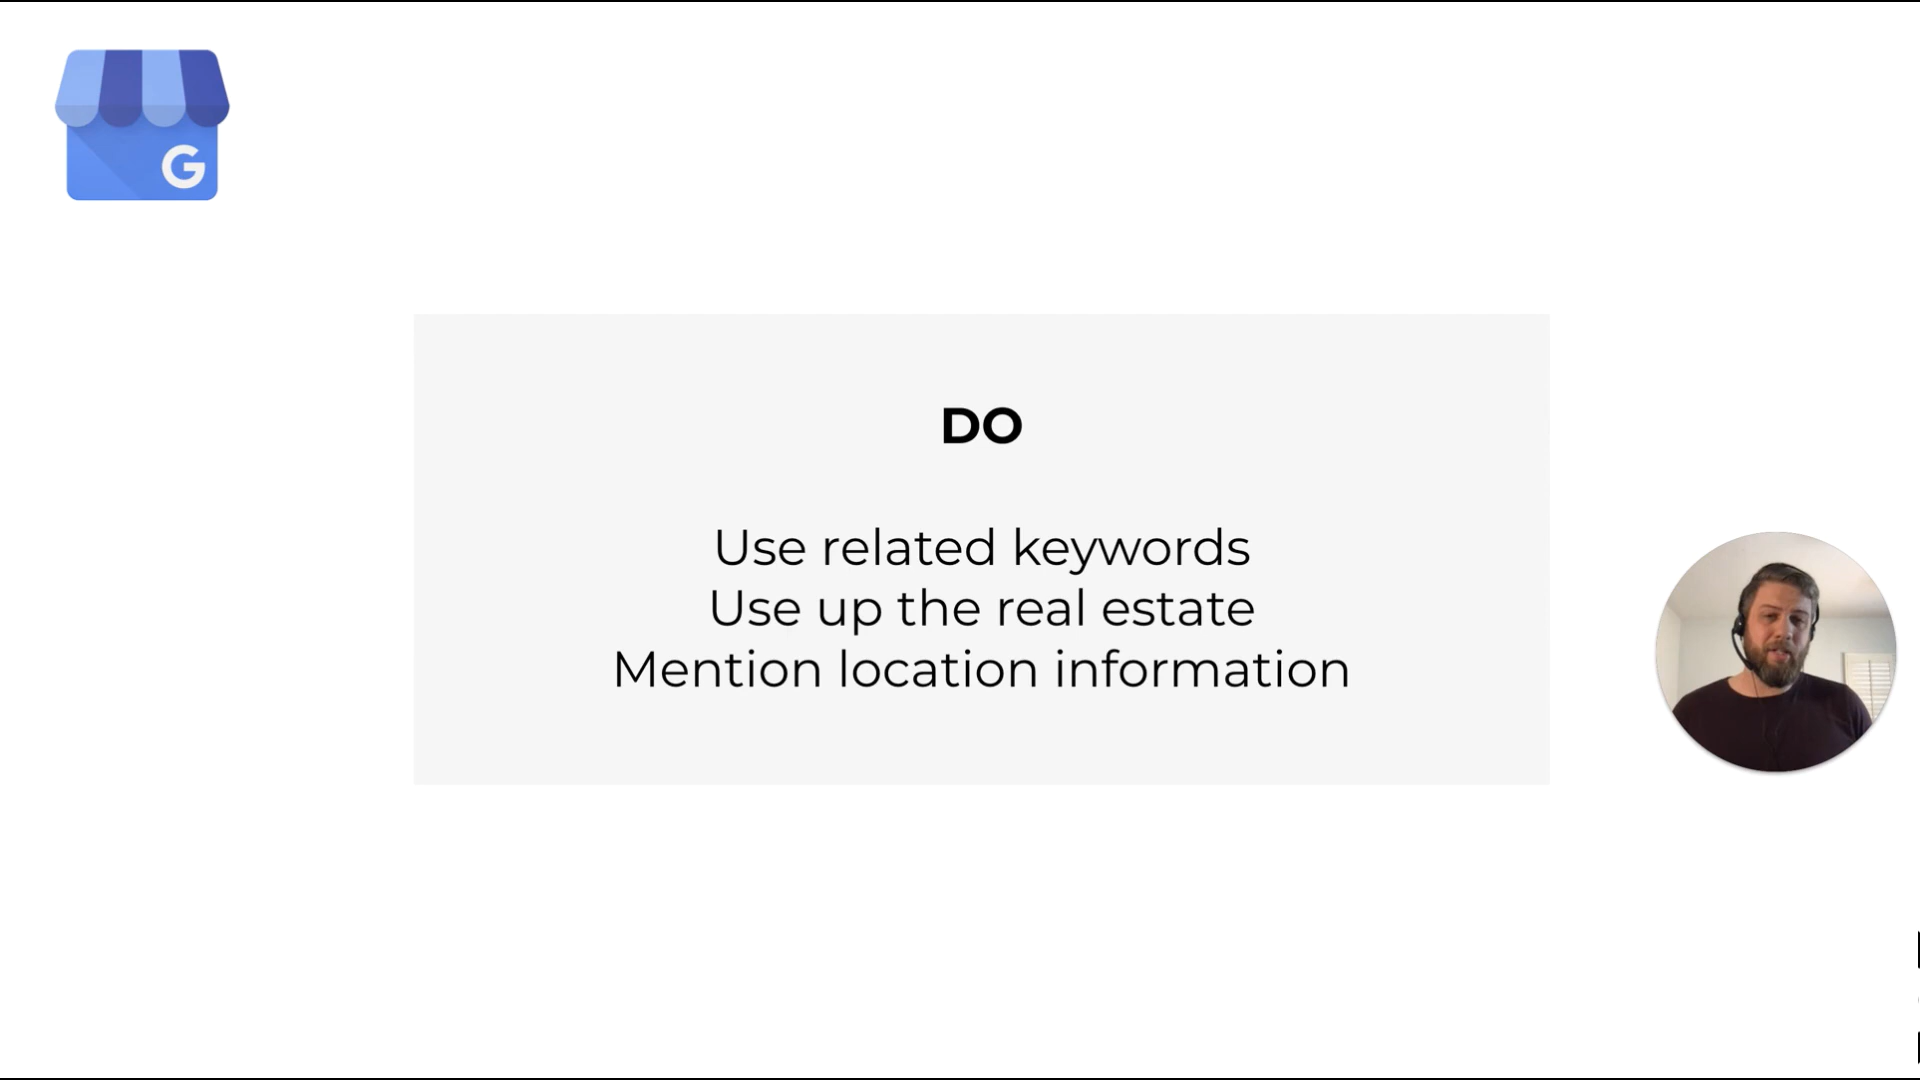 G
DO
Use related keywords
Use up the real estate
Mention location information